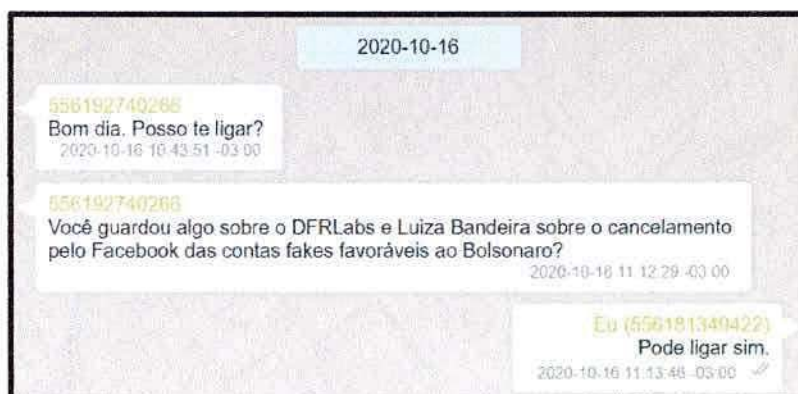 2020-10-16
556192740266
Bom dia. Posso te ligar?
2020-10-16 10:43:51 -03:00
556192740266
Você guardou algo sobre o DFRLabs e Luiza Bandeira sobre o cancelamento
pelo Facebook das contas fakes favoráveis ao Bolsonaro?
2020-10-16 11:12:29 -03:00
Eu (556181340422)
Pode ligar sim.
2020-10-16 11:13:46 -03:00